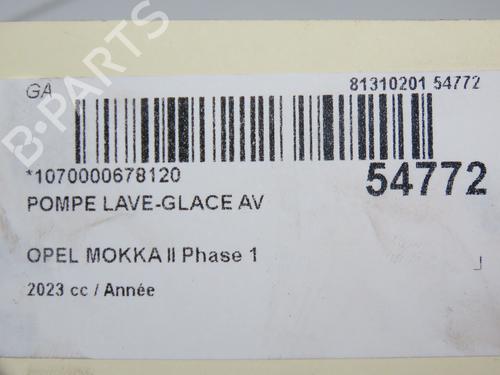 GA
81310201 54772
*1070000678120
54772
POMPE LAVE-GLACE AV
OPEL MOKKA II Phase 1
2023 cc / Année
B-PARTS